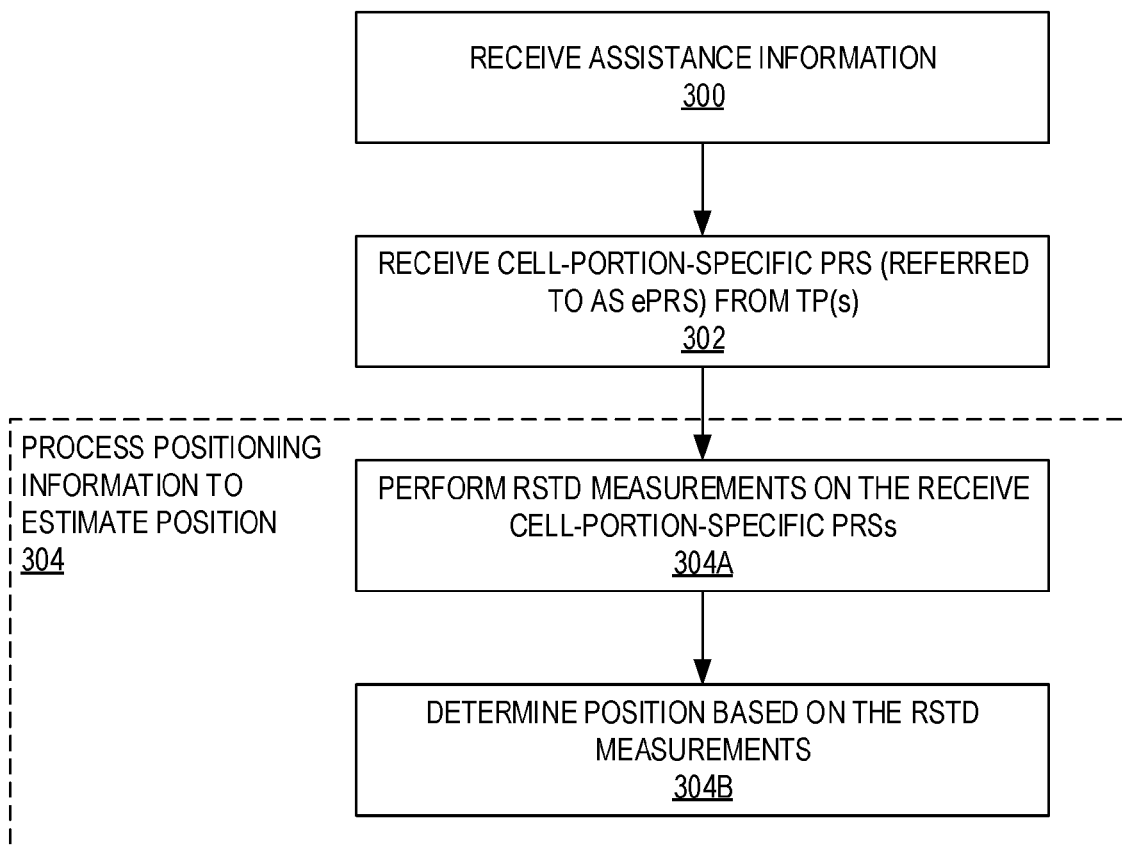 RECEIVE ASSISTANCE INFORMATION
300
RECEIVE CELL-PORTION-SPECIFIC PRS (REFERRED
TO AS ePRS) FROM TP(s)
302
PROCESS POSITIONING
INFORMATION TO
ESTIMATE POSITION
304
PERFORM RSTD MEASUREMENTS ON THE RECEIVE
CELL-PORTION-SPECIFIC PRSs
304A
DETERMINE POSITION BASED ON THE RSTD
MEASUREMENTS
304B